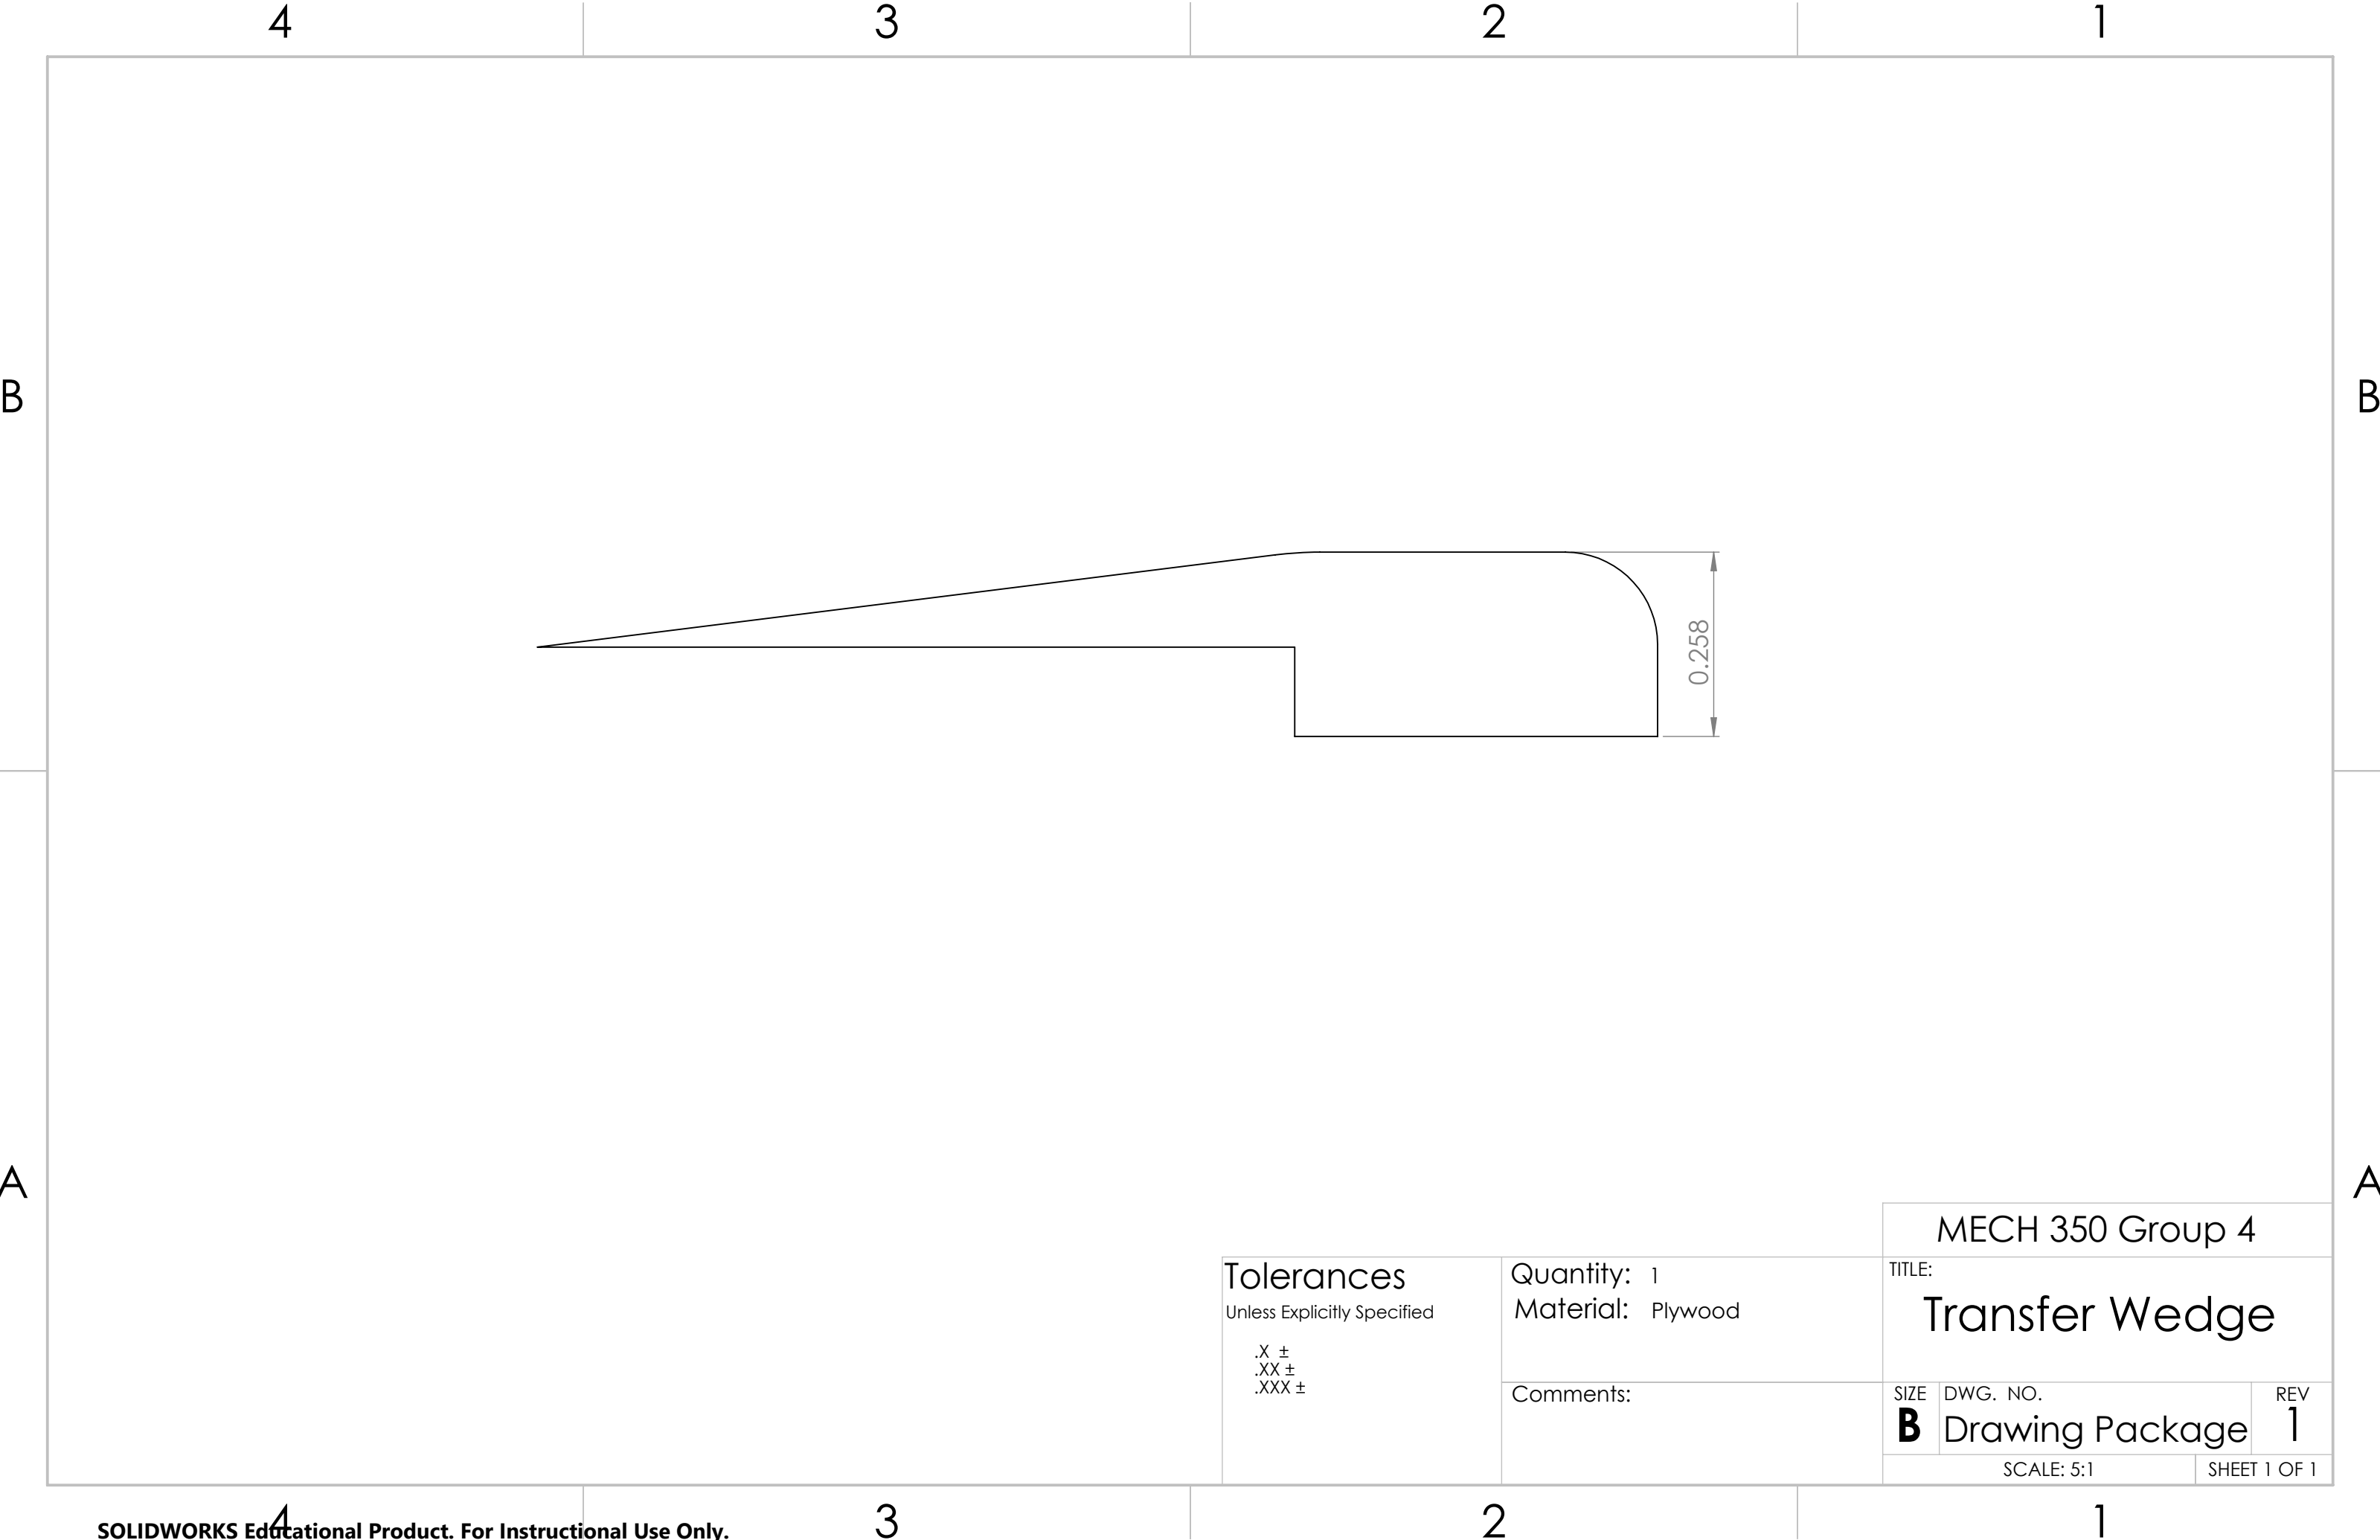 4 3 2 1
B B
0.258
A A
MECH 350 Group 4
Tolerances
Unless Explicitly Specified
.X ±
.XX ±
.XXX ±
Quantity: 1
Material: Plywood
Comments:
TITLE:
Transfer Wedge
SIZE DWG. NO. REV
B Drawing Package 1
SCALE: 5:1 SHEET 1 OF 1
4 3 2 1
SOLIDWORKS Educational Product. For Instructional Use Only.